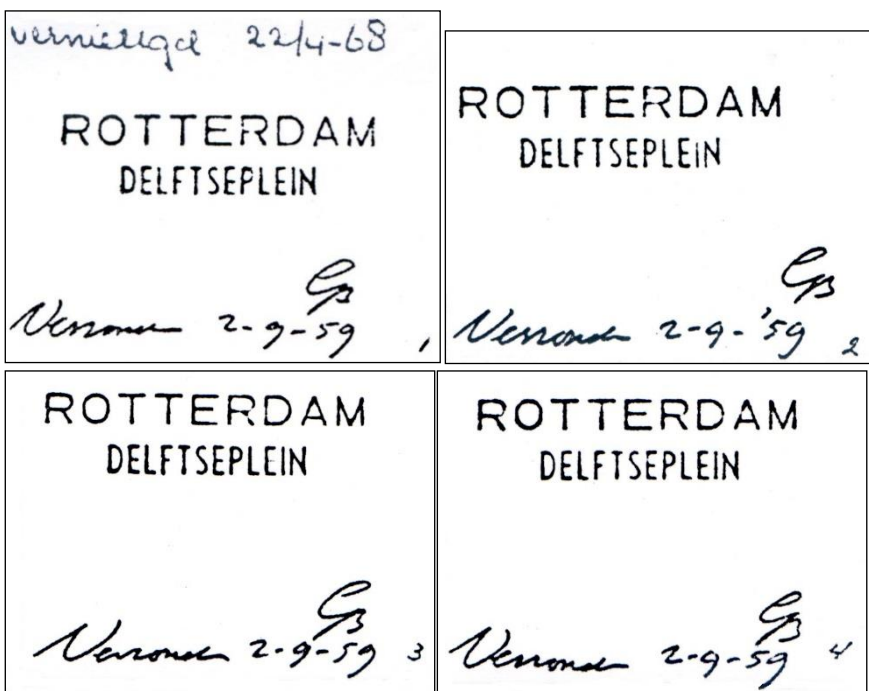 vernietigd 22/4-68
ROTTERDAM
DELFTSEPLEIN
Verzonden 2-9-59 1
ROTTERDAM
DELFTSEPLEiN
Verzonden 2-9-'59 2
ROTTERDAM
DELFTSEPLEIN
Verzonden 2-9-59 3
ROTTERDAM
DELFTSEPLEIN
Verzonden 2-9-59 4